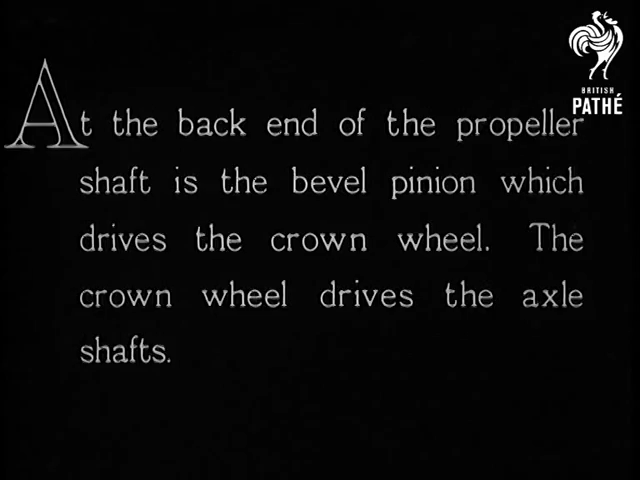 BRITISH
PATHÉ
At the back end of the propeller
shaft is the bevel pinion which
drives the crown wheel. The
crown wheel drives the axle
shafts.